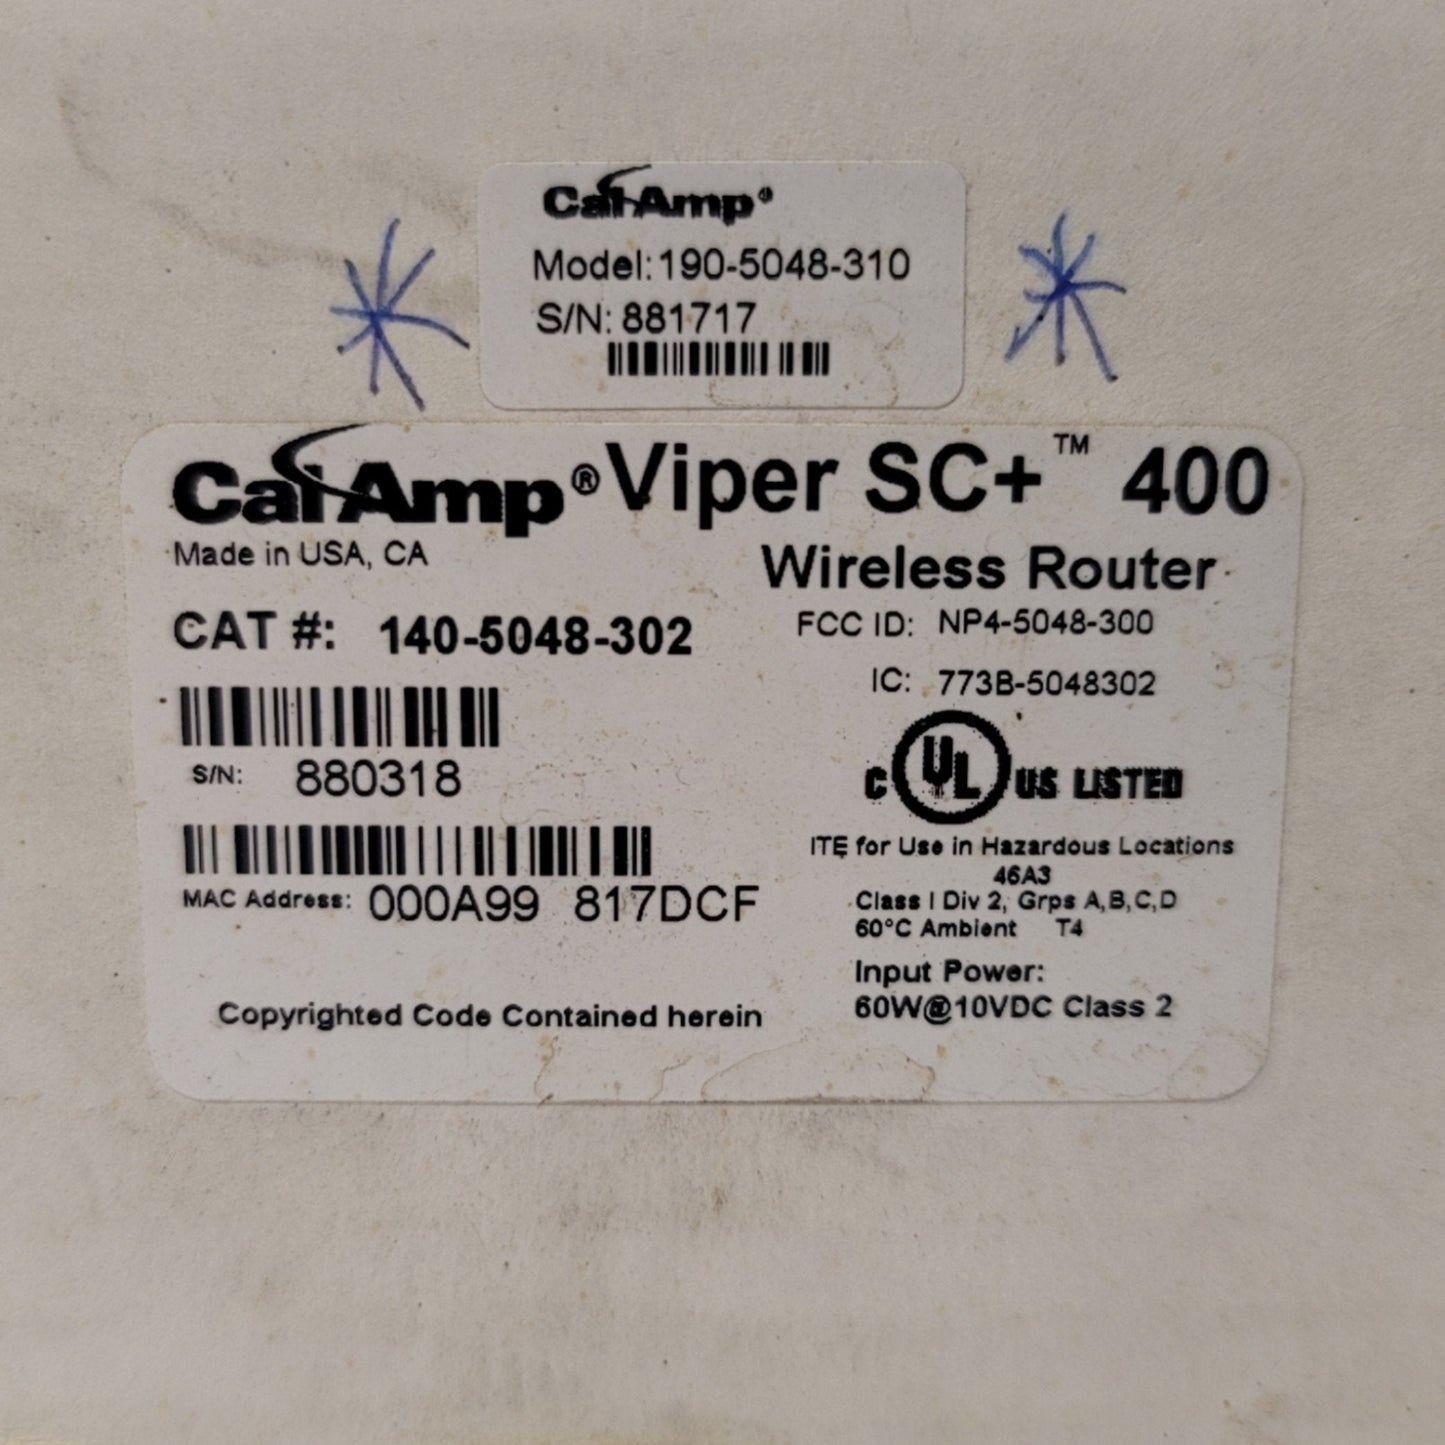 CalAmp®
Model: 190-5048-310
S/N: 881717
CalAmp® Viper SC+™ 400
Made in USA, CA
Wireless Router
CAT #: 140-5048-302
FCC ID: NP4-5048-300
IC: 773B-5048302
S/N: 880318
C UL US LISTED
ITE for Use in Hazardous Locations
46A3
MAC Address: 000A99 817DCF
Class I Div 2, Grps A,B,C,D
60°C Ambient T4
Input Power:
60W@10VDC Class 2
Copyrighted Code Contained herein